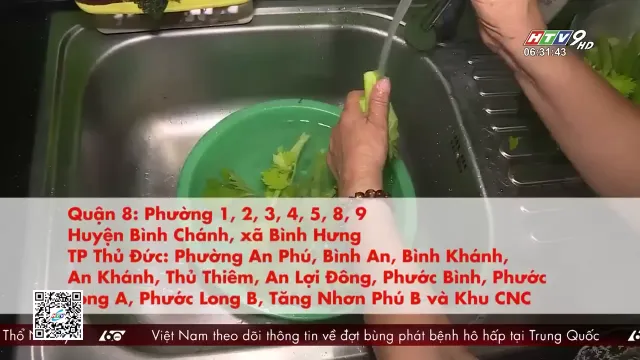 HTV9 HD
06:31:43
Quận 8: Phường 1, 2, 3, 4, 5, 8, 9
Huyện Bình Chánh, xã Bình Hưng
TP Thủ Đức: Phường An Phú, Bình An, Bình Khánh,
An Khánh, Thủ Thiêm, An Lợi Đông, Phước Bình, Phước
Long A, Phước Long B, Tăng Nhơn Phú B và Khu CNC
Thổ 60 Việt Nam theo dõi thông tin về đợt bùng phát bệnh hô hấp tại Trung Quốc 60